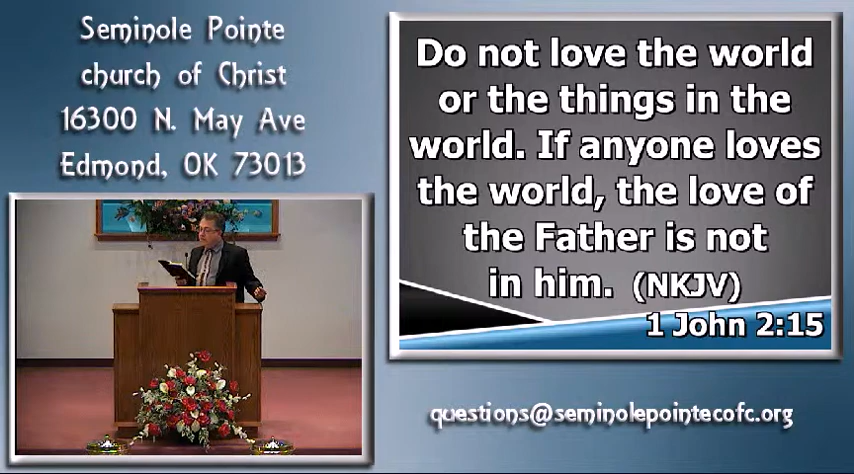 Seminole Pointe
church of Christ
16300 N. May Ave
Edmond, OK 73013
Do not love the world
or the things in the
world. If anyone loves
the world, the love of
the Father is not
in him. (NKJV)
1 John 2:15
questions@seminolepointecofc.org